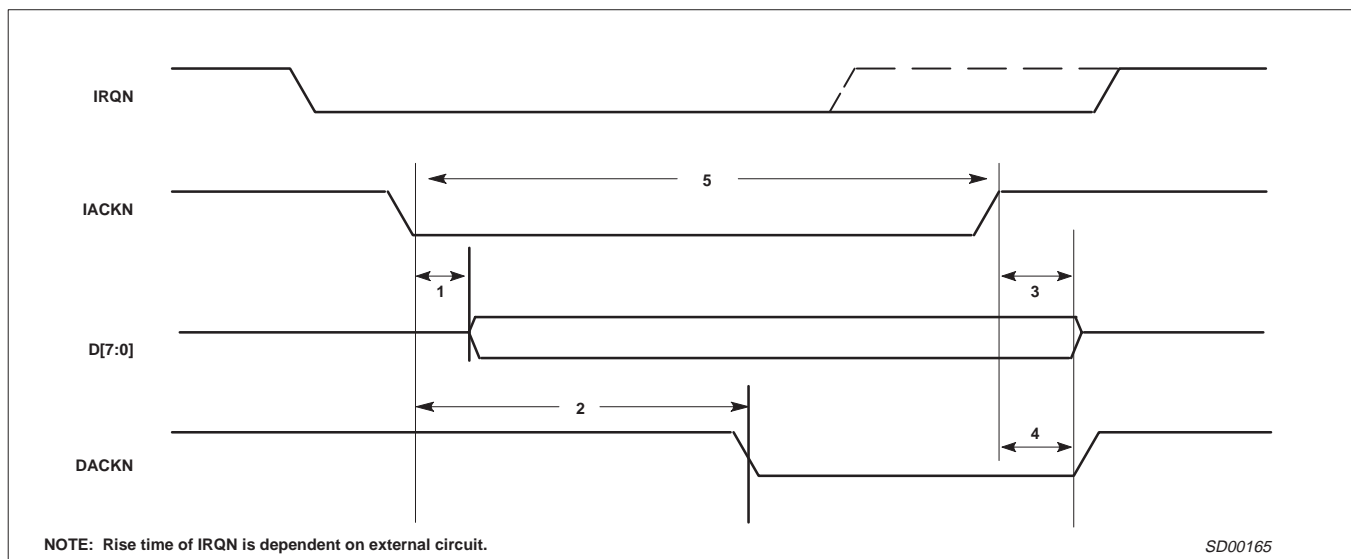 IRQN
5
IACKN
1
3
D[7:0]
2
4
DACKN
NOTE: Rise time of IRQN is dependent on external circuit.
SD00165